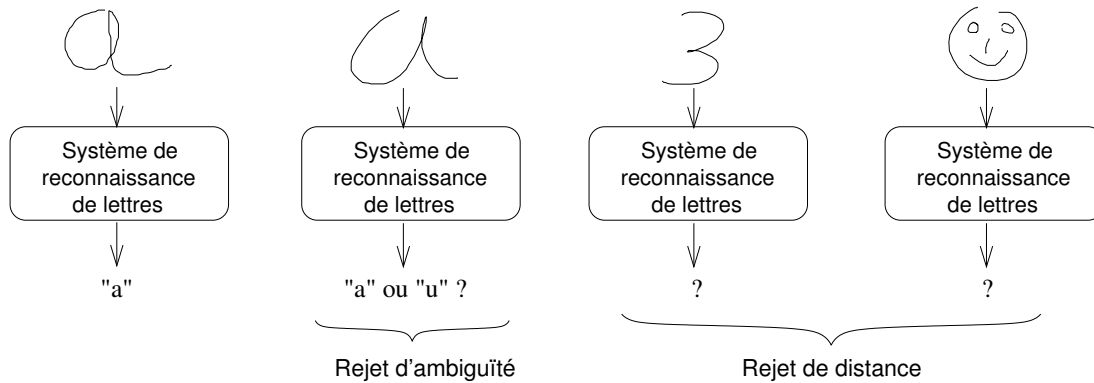 a
a
3
Système de
reconnaissance
de lettres
Système de
reconnaissance
de lettres
Système de
reconnaissance
de lettres
Système de
reconnaissance
de lettres
"a"
"a" ou "u" ?
?
?
Rejet d'ambiguïté
Rejet de distance